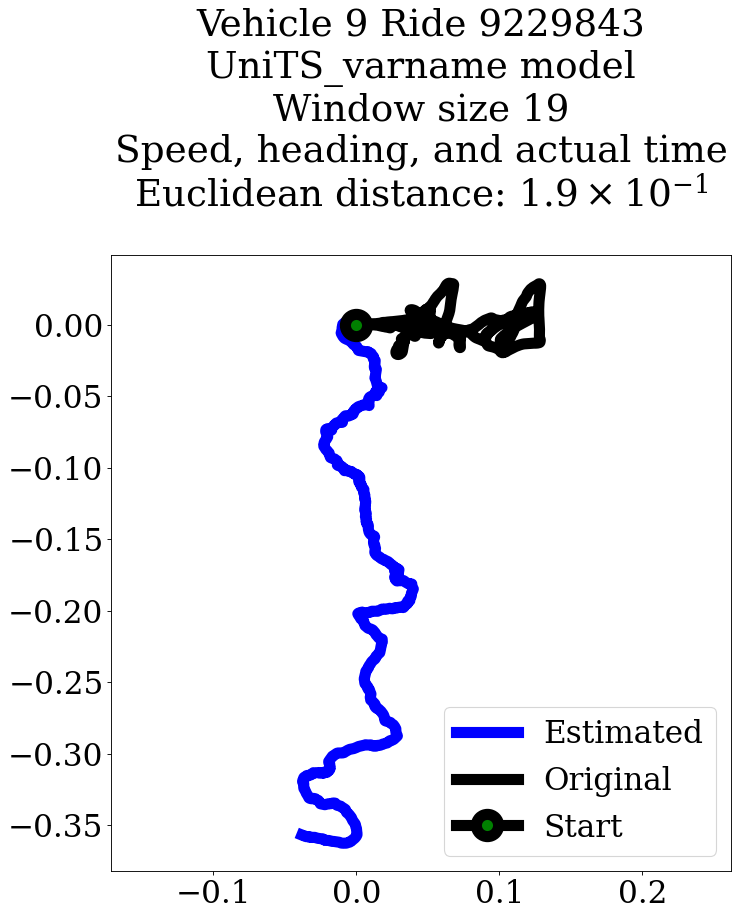 Vehicle 9 Ride 9229843
UniTS_varname model
Window size 19
Speed, heading, and actual time
Euclidean distance: 1.9 × 10⁻¹
0.00
−0.05
−0.10
−0.15
−0.20
−0.25
−0.30
−0.35
Estimated
Original
Start
−0.1 0.0 0.1 0.2